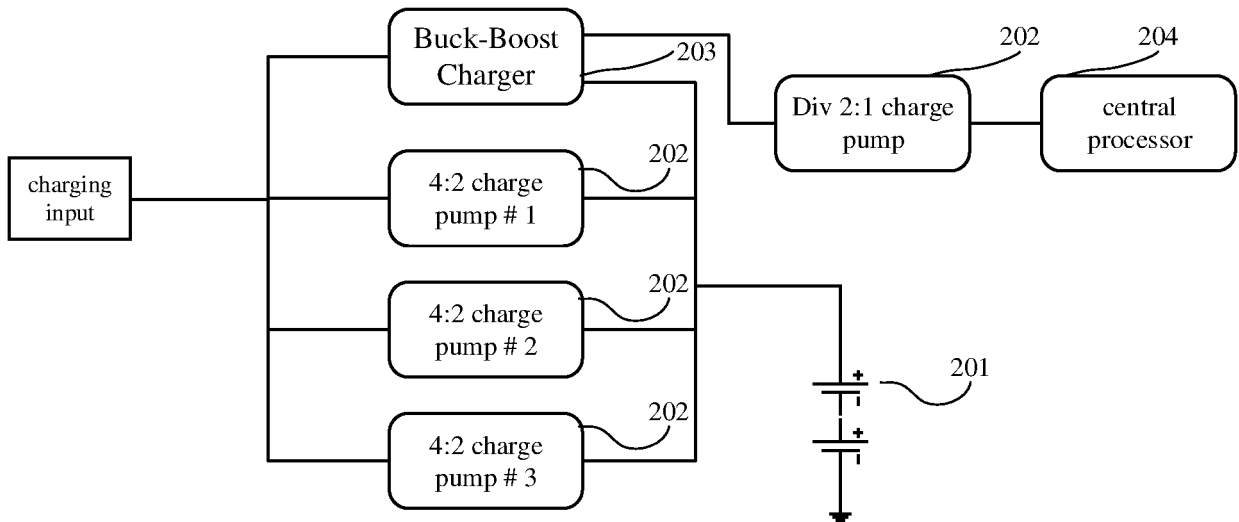 Buck-Boost
Charger
203
202
204
Div 2:1 charge
pump
central
processor
charging
input
202
4:2 charge
pump # 1
202
4:2 charge
pump # 2
201
202
4:2 charge
pump # 3